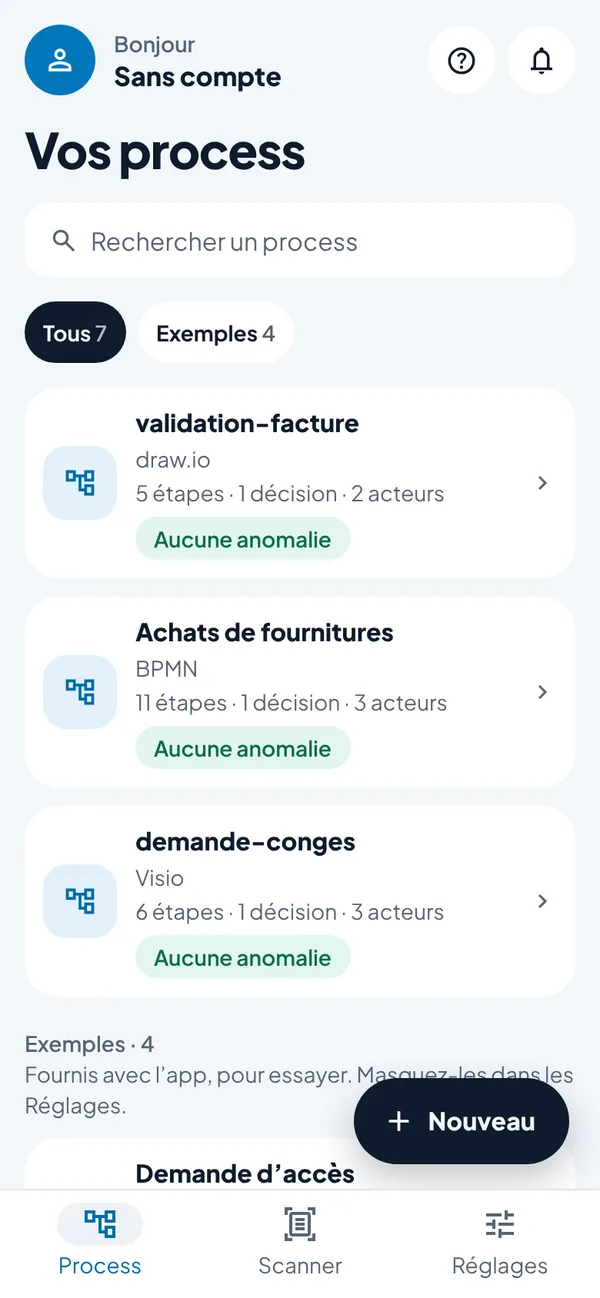 Bonjour
Sans compte
Vos process
Rechercher un process
Tous 7
Exemples 4
validation-facture
draw.io
5 étapes · 1 décision · 2 acteurs
Aucune anomalie
Achats de fournitures
BPMN
11 étapes · 1 décision · 3 acteurs
Aucune anomalie
demande-conges
Visio
6 étapes · 1 décision · 3 acteurs
Aucune anomalie
Exemples · 4
Fournis avec l’app, pour essayer. Masquez-les dans les
Réglages.
+ Nouveau
Demande d’accès
Process
Scanner
Réglages